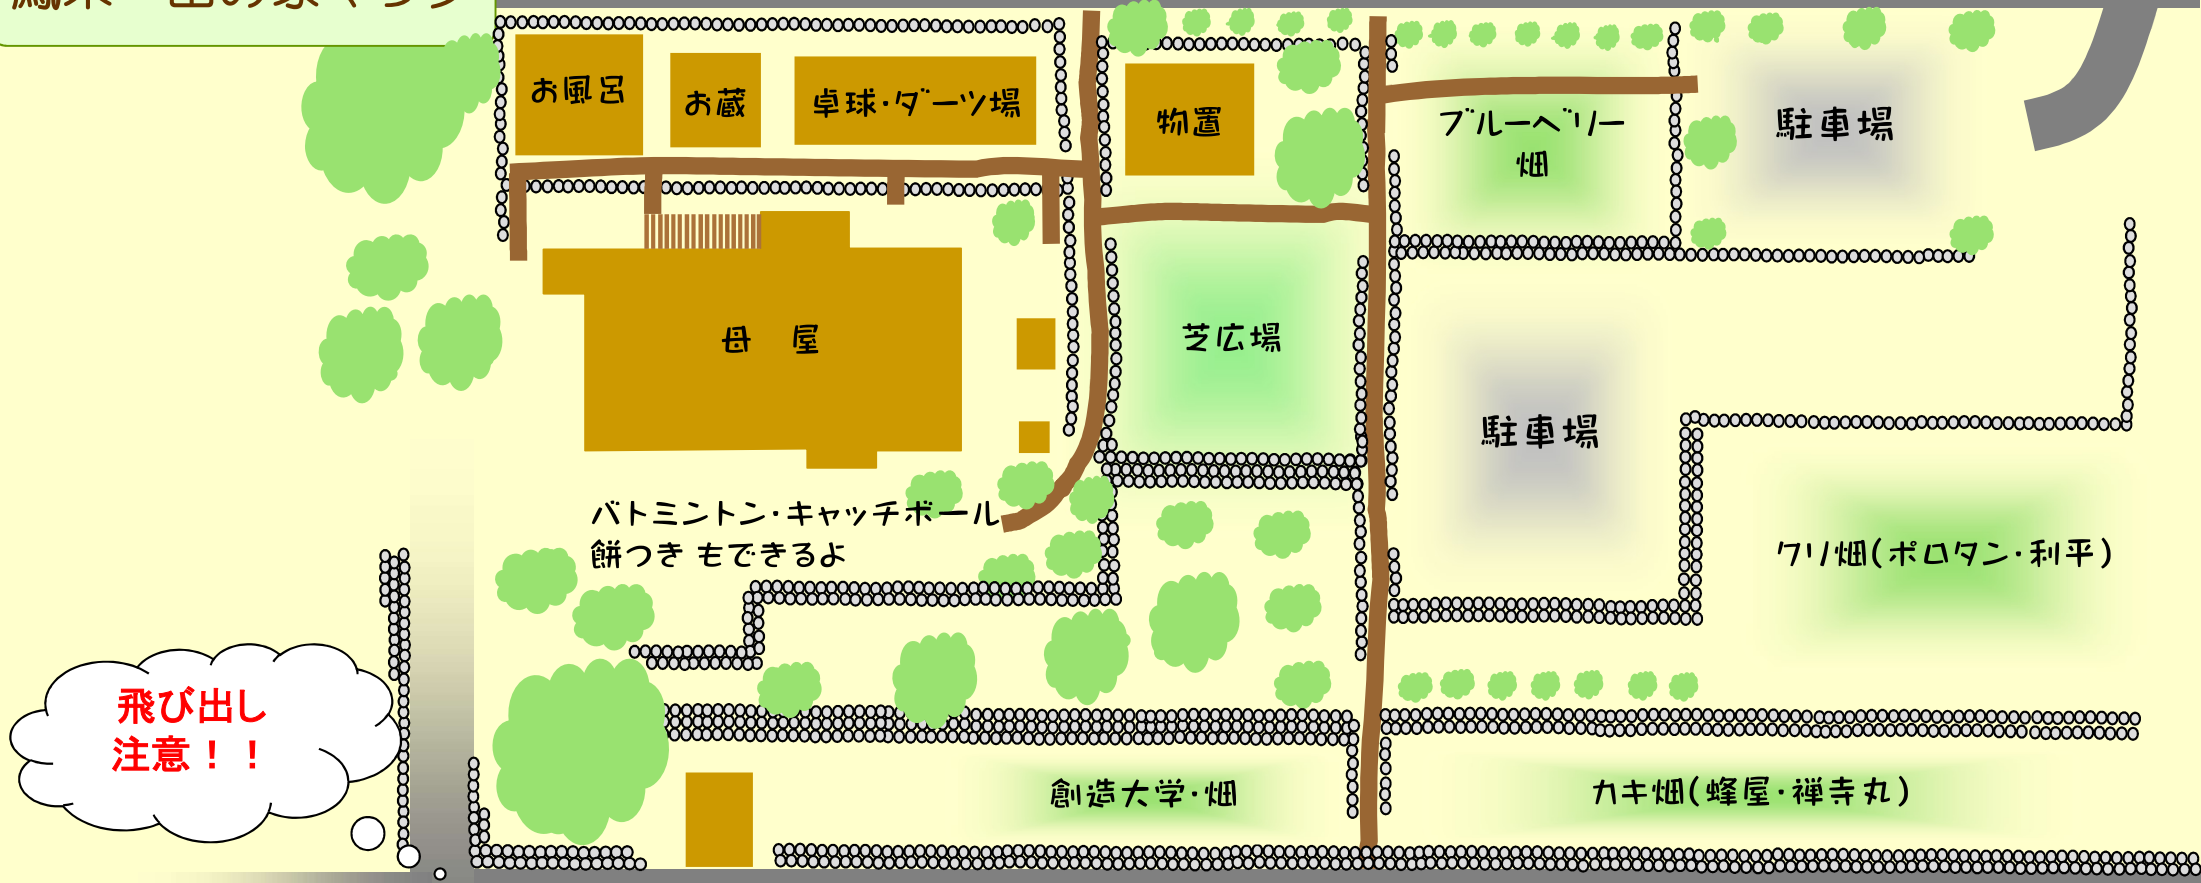 お風呂
お蔵
卓球・ダーツ場
物置
ブルーベリー
畑
駐車場
母　屋
芝広場
駐車場
バトミントン・キャッチボール
餅つき もできるよ
クリ畑(ポロタン・利平)
飛び出し
注意！！
創造大学・畑
カキ畑(蜂屋・禅寺丸)